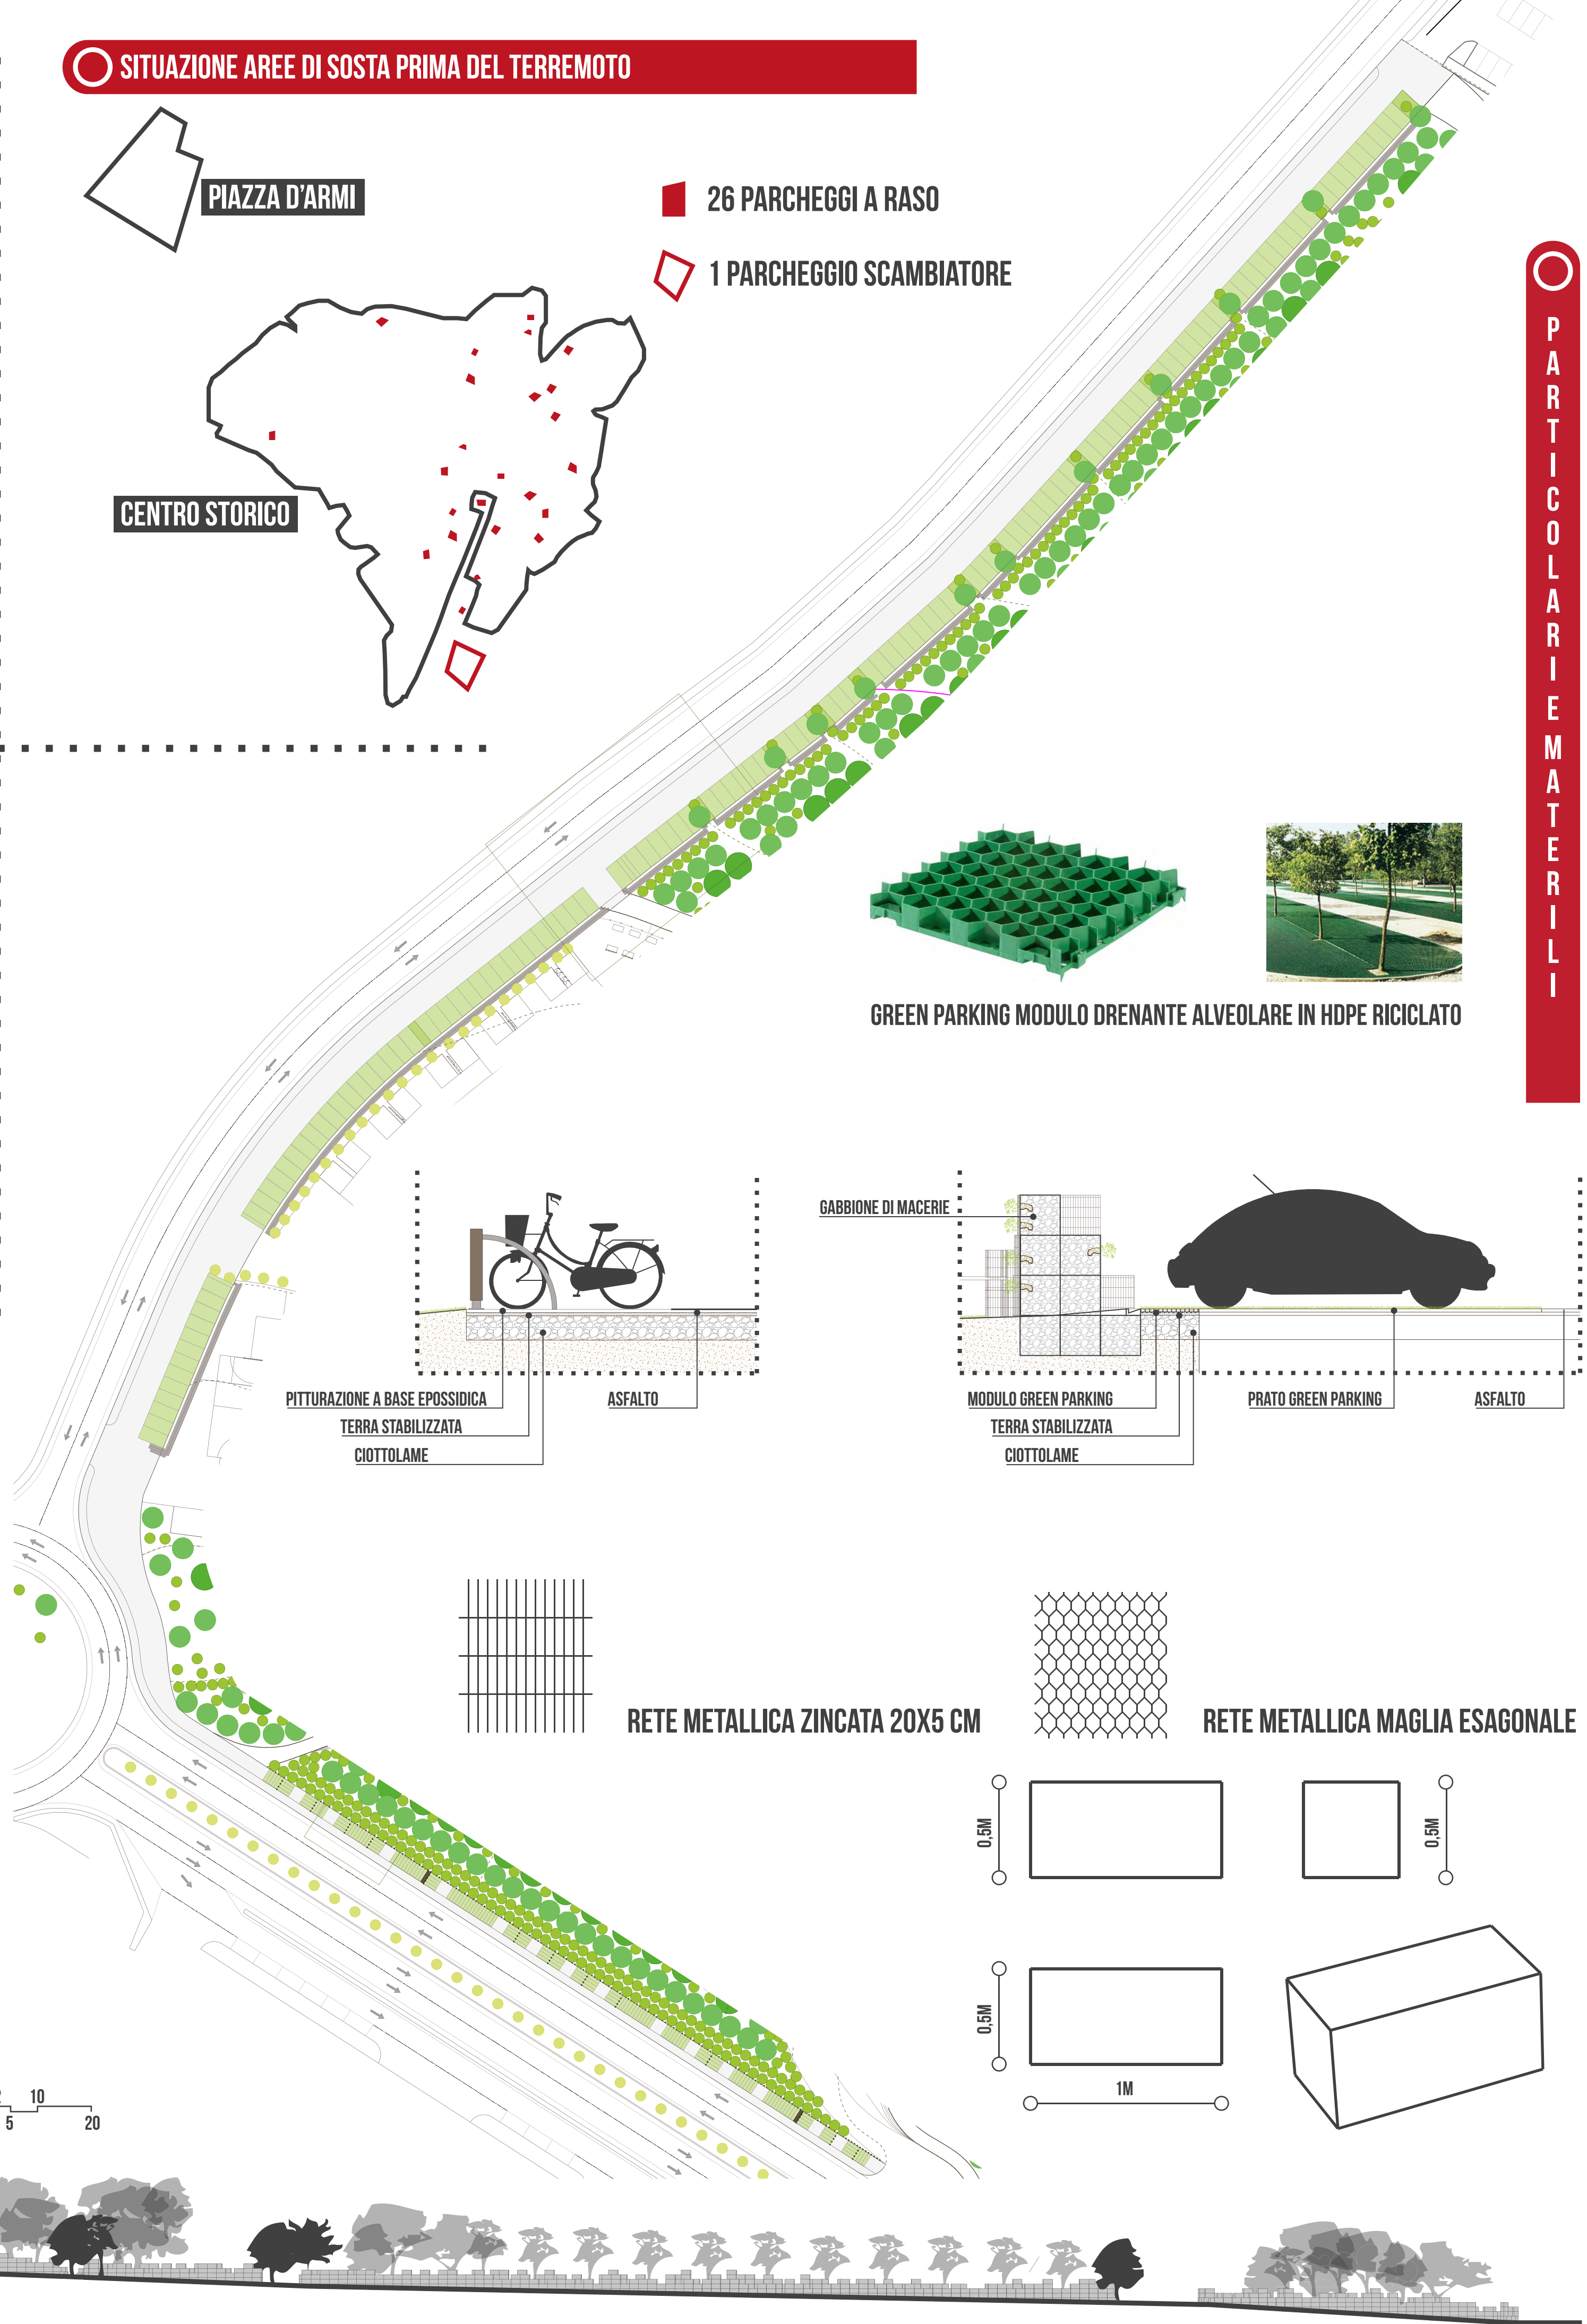 SITUAZIONE AREE DI SOSTA PRIMA DEL TERREMOTO
PIAZZA D'ARMI
26 PARCHEGGI A RASO
1 PARCHEGGIO SCAMBIATORE
CENTRO STORICO
PARTICOLARI E MATERILI
GREEN PARKING MODULO DRENANTE ALVEOLARE IN HDPE RICICLATO
GABBIONE DI MACERIE
PITTURAZIONE A BASE EPOSSIDICA
ASFALTO
TERRA STABILIZZATA
CIOTTOLAME
MODULO GREEN PARKING
PRATO GREEN PARKING
ASFALTO
TERRA STABILIZZATA
CIOTTOLAME
RETE METALLICA ZINCATA 20X5 CM
RETE METALLICA MAGLIA ESAGONALE
0,5M
0,5M
0,5M
1M
10
5
20